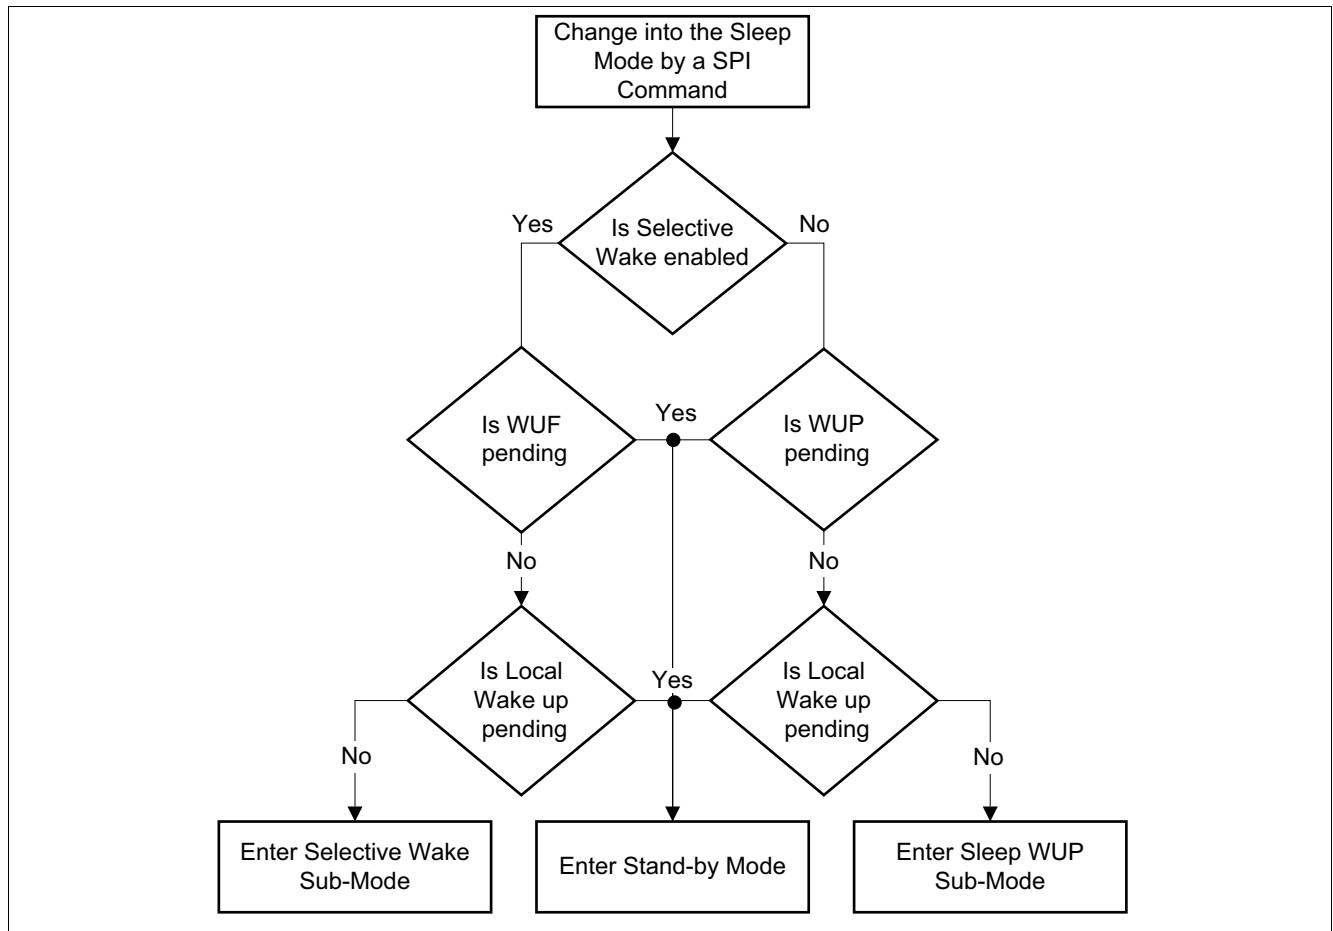 Change into the Sleep
Mode by a SPI
Command
Yes
No
Is Selective
Wake enabled
Yes
Is WUF
pending
Is WUP
pending
No
No
Is Local
Wake up
pending
Yes
Is Local
Wake up
pending
No
No
Enter Selective Wake
Sub-Mode
Enter Stand-by Mode
Enter Sleep WUP
Sub-Mode